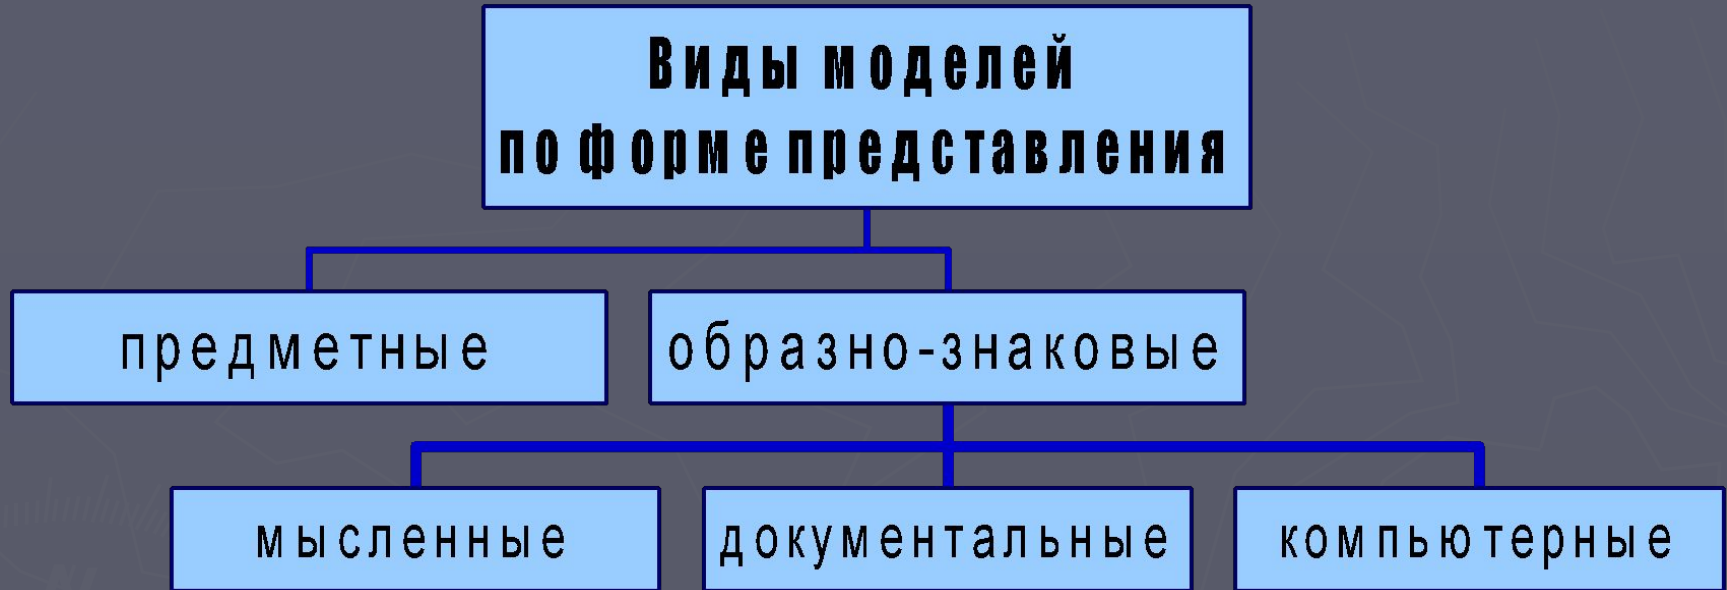 Виды моделей
по форме представления
предметные
образно-знаковые
мысленные
документальные
компьютерные